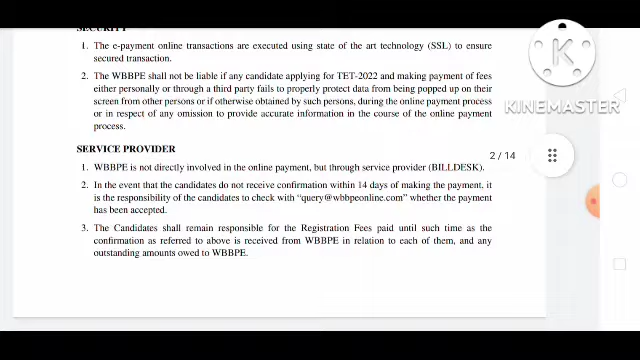 SECURITY
1. The e-payment online transactions are executed using state of the art technology (SSL) to ensure
secured transaction.
2. The WBBPE shall not be liable if any candidate applying for TET-2022 and making payment of fees
either personally or through a third party fails to properly protect data from being popped up on their
screen from other persons or if otherwise obtained by such persons, during the online payment process
or in respect of any omission to provide accurate information in the course of the online payment
process.
SERVICE PROVIDER
1. WBBPE is not directly involved in the online payment, but through service provider (BILLDESK).
2. In the event that the candidates do not receive confirmation within 14 days of making the payment, it
is the responsibility of the candidates to check with “query@wbbpeonline.com” whether the payment
has been accepted.
3. The Candidates shall remain responsible for the Registration Fees paid until such time as the
confirmation as referred to above is received from WBBPE in relation to each of them, and any
outstanding amounts owed to WBBPE.
2 / 14
K
KINEMASTER